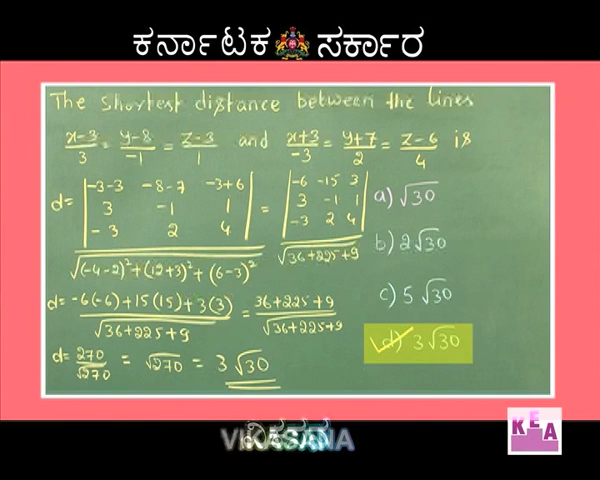 ಕರ್ನಾಟಕ ಸರ್ಕಾರ
The shortest distance between the lines
x-3/3 = y-8/-1 = z-3/1 and x+3/-3 = y+7/2 = z-6/4 is
d = |-3-3 -8-7 -3+6| = |-6 -15 3|
|3 -1 1| |3 -1 1|
|-3 2 4| |-3 2 4|
√(-4-2)²+(12+3)²+(6-3)² √36+225+9
d = -6(-6)+15(15)+3(3)/√36+225+9 = 36+225+9/√36+225+9
d = 270/√270 = √270 = 3√30
a) √30
b) 2√30
c) 5√30
d) 3√30
VIKASANA
KEA